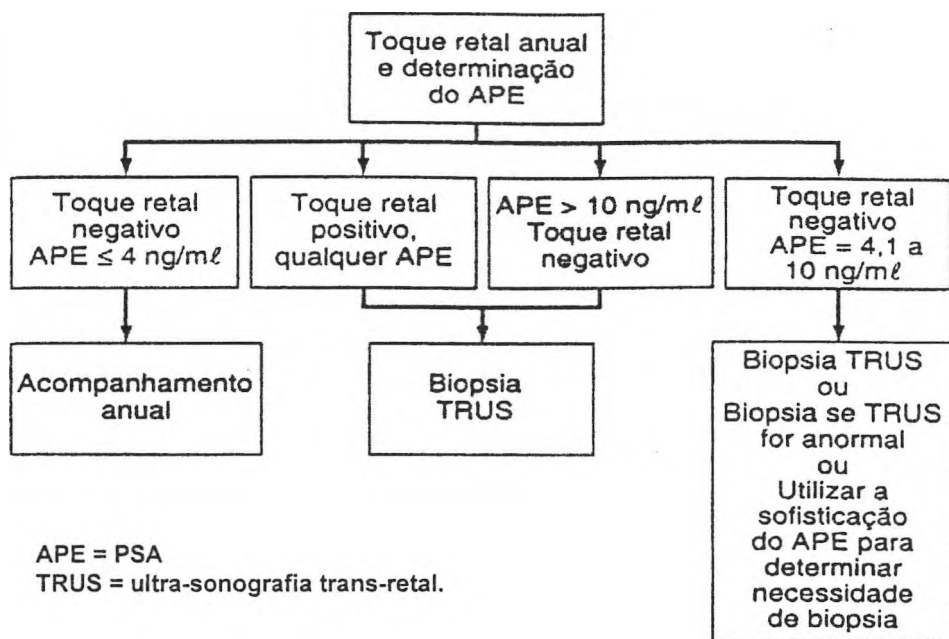 Toque retal anual
e determinação
do APE
Toque retal
negativo
APE ≤ 4 ng/mℓ
Toque retal
positivo,
qualquer APE
APE > 10 ng/mℓ
Toque retal
negativo
Toque retal
negativo
APE = 4,1 a
10 ng/mℓ
Acompanhamento
anual
Biopsia
TRUS
Biopsia TRUS
ou
Biopsia se TRUS
for anormal
ou
Utilizar a
sofisticação
do APE para
determinar
necessidade
de biopsia
APE = PSA
TRUS = ultra-sonografia trans-retal.